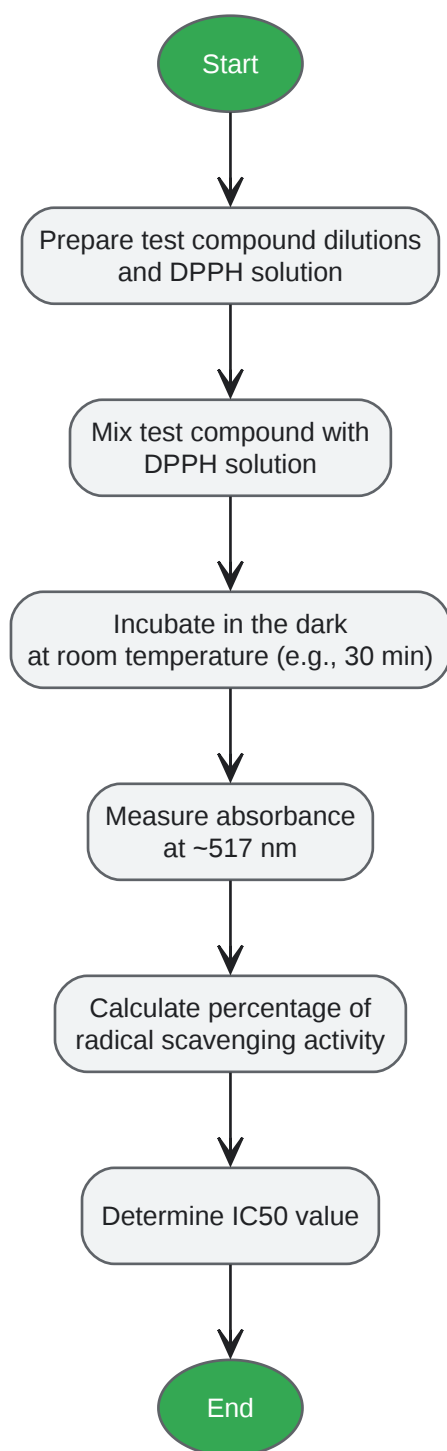 Start
Prepare test compound dilutions
and DPPH solution
Mix test compound with
DPPH solution
Incubate in the dark
at room temperature (e.g., 30 min)
Measure absorbance
at ~517 nm
Calculate percentage of
radical scavenging activity
Determine IC50 value
End